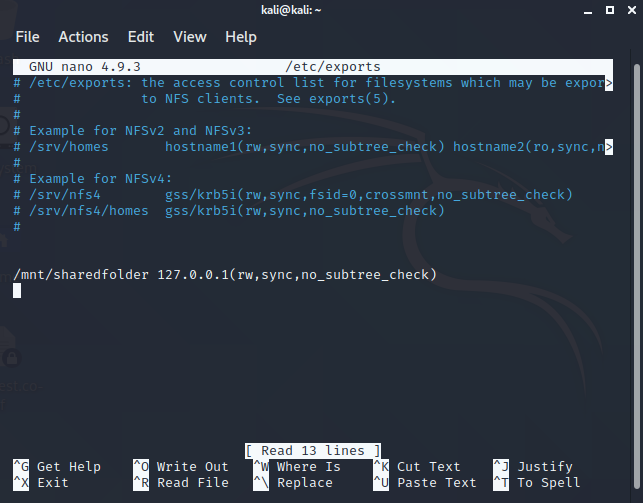 kali@kali: ~
File Actions Edit View Help
GNU nano 4.9.3 /etc/exports
# /etc/exports: the access control list for filesystems which may be expor>
# to NFS clients. See exports(5).
#
# Example for NFSv2 and NFSv3:
# /srv/homes hostname1(rw,sync,no_subtree_check) hostname2(ro,sync,n>
#
# Example for NFSv4:
# /srv/nfs4 gss/krb5i(rw,sync,fsid=0,crossmnt,no_subtree_check)
# /srv/nfs4/homes gss/krb5i(rw,sync,no_subtree_check)
#
/mnt/sharedfolder 127.0.0.1(rw,sync,no_subtree_check)
[ Read 13 lines ]
^G Get Help ^O Write Out ^W Where Is ^K Cut Text ^J Justify
^X Exit ^R Read File ^\ Replace ^U Paste Text ^T To Spell